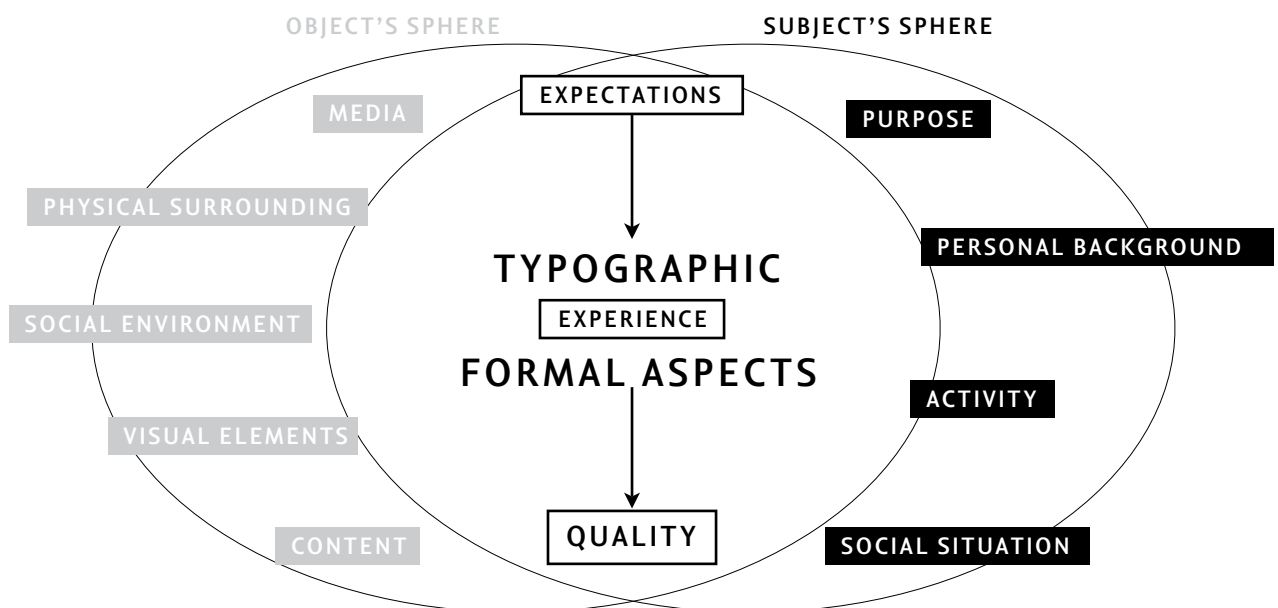 OBJECT'S SPHERE
SUBJECT'S SPHERE
EXPECTATIONS
MEDIA
PURPOSE
PHYSICAL SURROUNDING
PERSONAL BACKGROUND
TYPOGRAPHIC
EXPERIENCE
SOCIAL ENVIRONMENT
FORMAL ASPECTS
ACTIVITY
VISUAL ELEMENTS
QUALITY
CONTENT
SOCIAL SITUATION